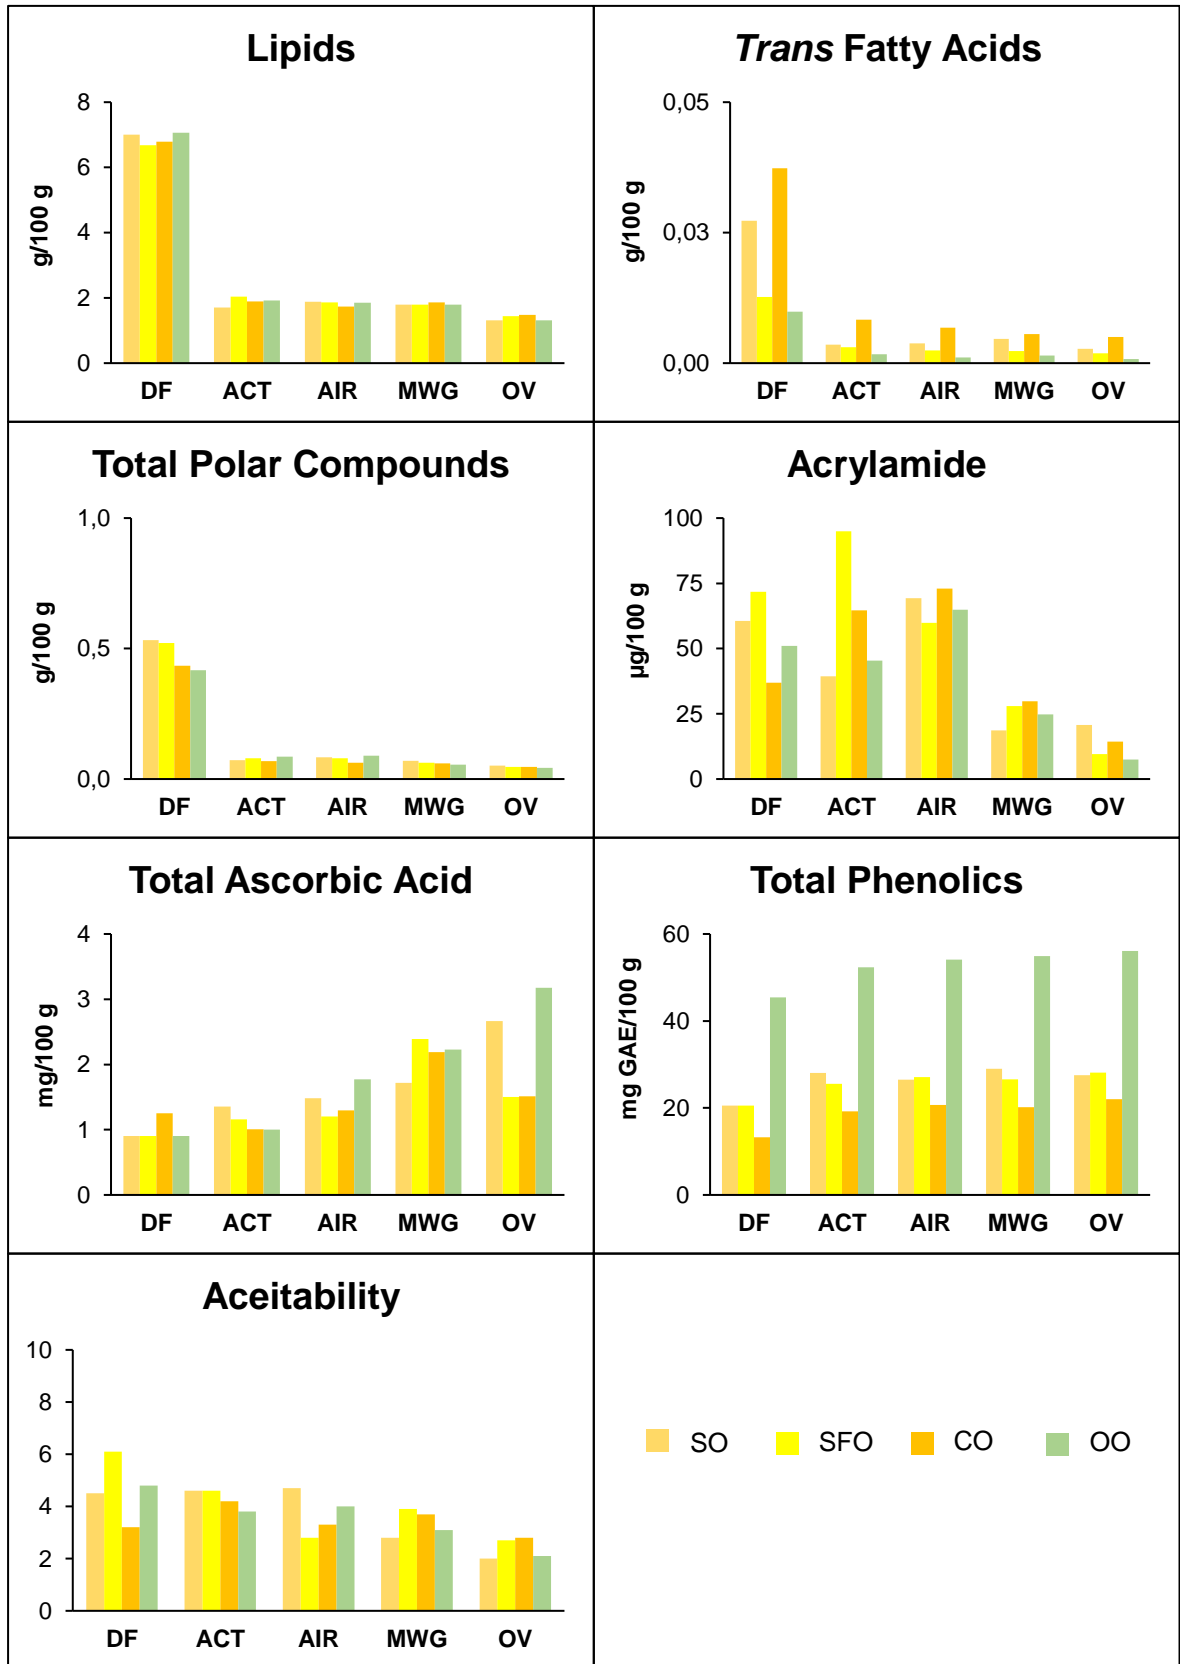 Lipids
g/100 g
8
6
4
2
0
DF ACT AIR MWG OV
Trans Fatty Acids
g/100 g
0,05
0,03
0,00
DF ACT AIR MWG OV
Total Polar Compounds
g/100 g
1,0
0,5
0,0
DF ACT AIR MWG OV
Acrylamide
µg/100 g
100
75
50
25
0
DF ACT AIR MWG OV
Total Ascorbic Acid
mg/100 g
4
3
2
1
0
DF ACT AIR MWG OV
Total Phenolics
mg GAE/100 g
60
40
20
0
DF ACT AIR MWG OV
Aceitability
10
8
6
4
2
0
DF ACT AIR MWG OV
SO SFO CO OO